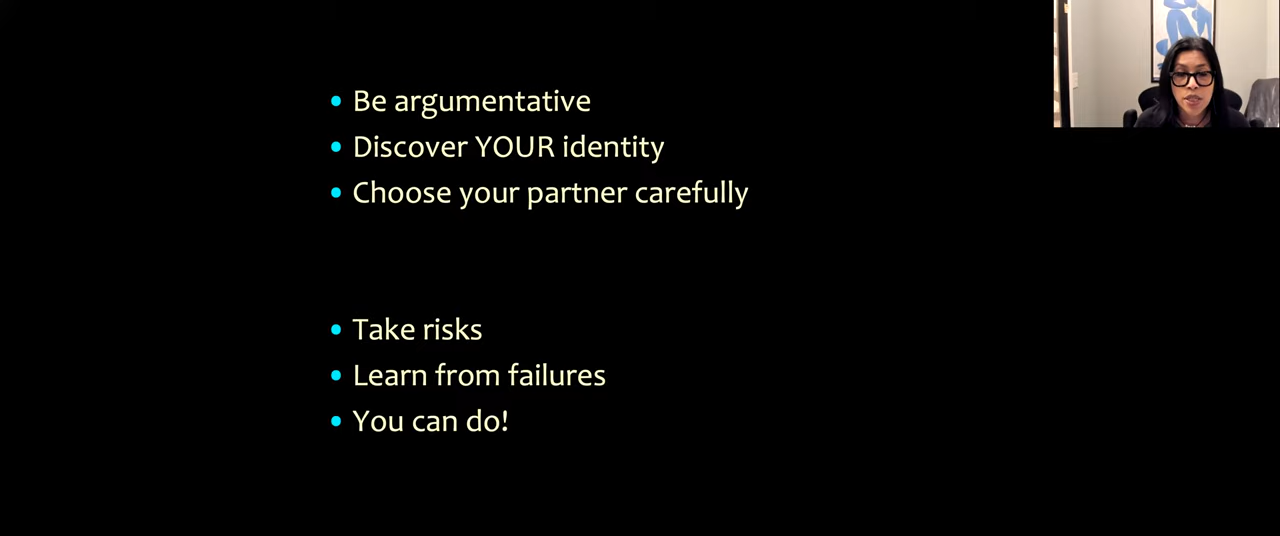 • Be argumentative
• Discover YOUR identity
• Choose your partner carefully
• Take risks
• Learn from failures
• You can do!